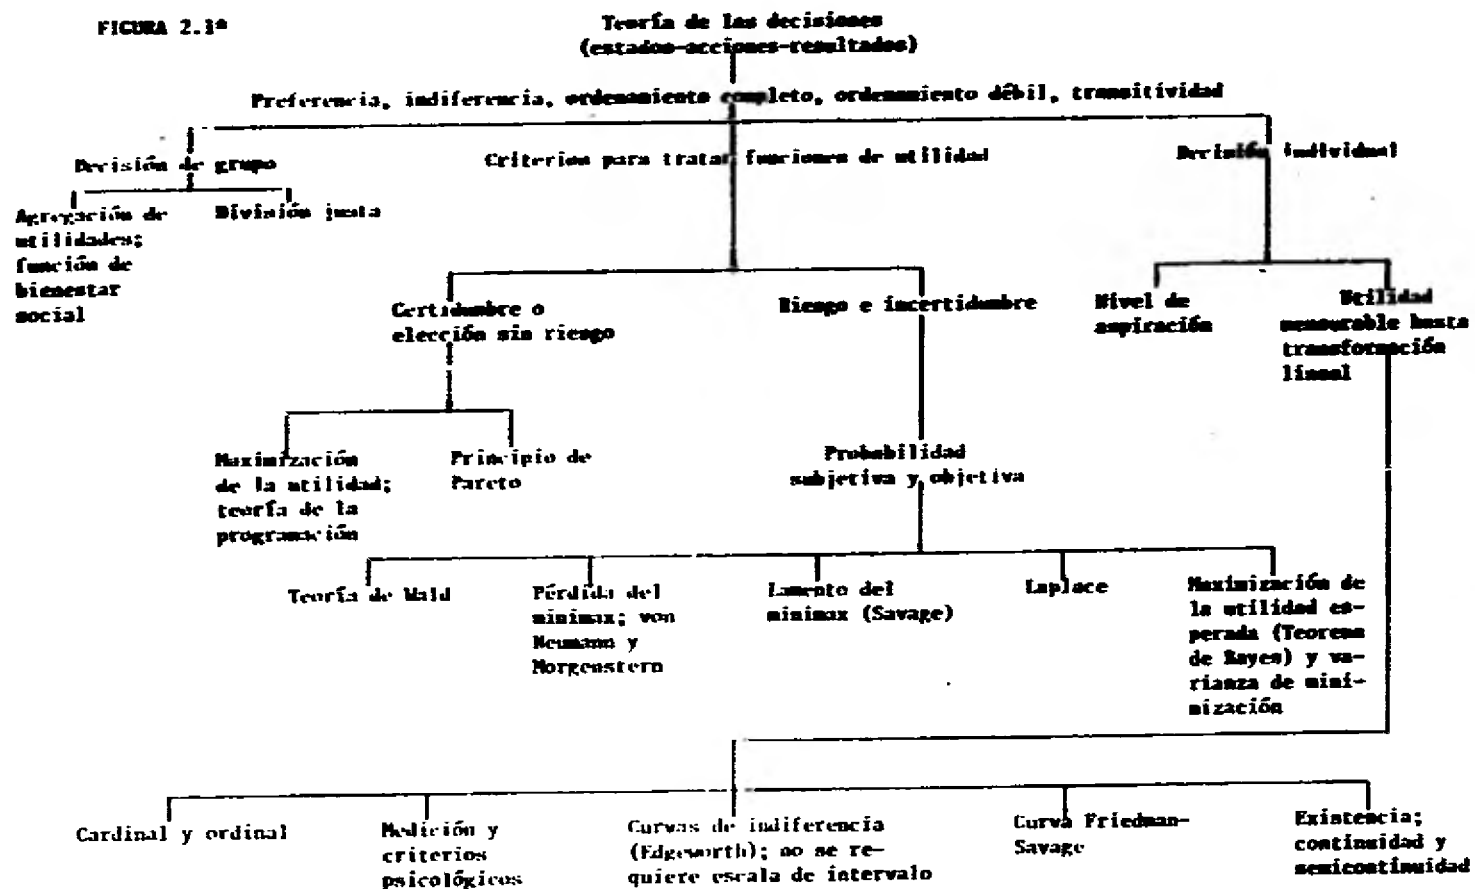 FIGURA 2.1*
Teoría de las decisiones
(estados-acciones-resultados)
Preferencia, indiferencia, ordenamiento completo, ordenamiento débil, transitividad
Decisión de grupo
Criterios para tratar funciones de utilidad
Decisión individual
Agregación de
utilidades;
función de
bienestar
social
División justa
Certidumbre o
elección sin riesgo
Riesgo e incertidumbre
Nivel de
aspiración
Utilidad
mensurable hasta
transformación
lineal
Maximización
de la utilidad;
teoría de la
programación
Principio de
Pareto
Probabilidad
subjetiva y objetiva
Teoría de Wald
Pérdida del
minimax; von
Neumann y
Morgenstern
Lamento del
minimax (Savage)
Laplace
Maximización de
la utilidad es-
perada (Teorema
de Bayes) y va-
rianza de mini-
mización
Cardinal y ordinal
Medición y
criterios
psicológicos
Curvas de indiferencia
(Edgeworth); no se re-
quiere escala de intervalo
Curva Friedman-
Savage
Existencia;
continuidad y
semicontinuidad